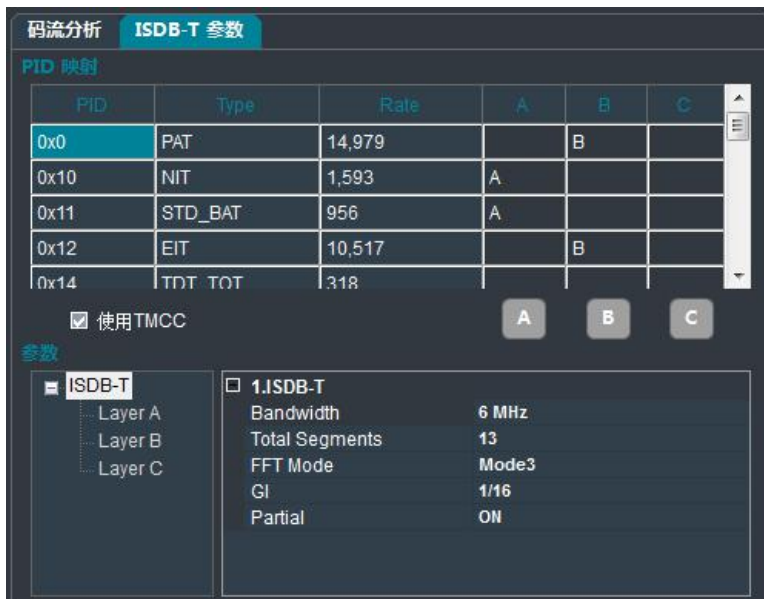 码流分析 ISDB-T 参数
PID 映射
PID Type Rate A B C
0x0 PAT 14,979 B
0x10 NIT 1,593 A
0x11 STD_BAT 956 A
0x12 EIT 10,517 B
0x14 TDT_TOT 318
使用TMCC A B C
参数
ISDB-T 1.ISDB-T
Layer A Bandwidth 6 MHz
Layer B Total Segments 13
Layer C FFT Mode Mode3
GI 1/16
Partial ON